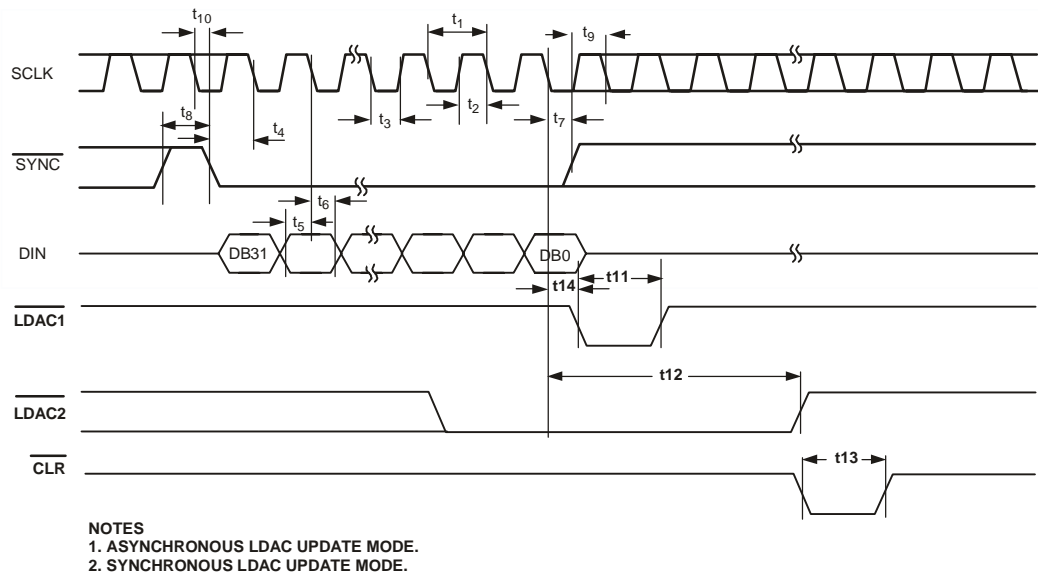 t10
t1
t9
SCLK
t8
t4
t3
t2
t7
SYNC
t6
t5
DIN
DB31
DB0
t14
t11
LDAC1
t12
LDAC2
CLR
t13
NOTES
1. ASYNCHRONOUS LDAC UPDATE MODE.
2. SYNCHRONOUS LDAC UPDATE MODE.